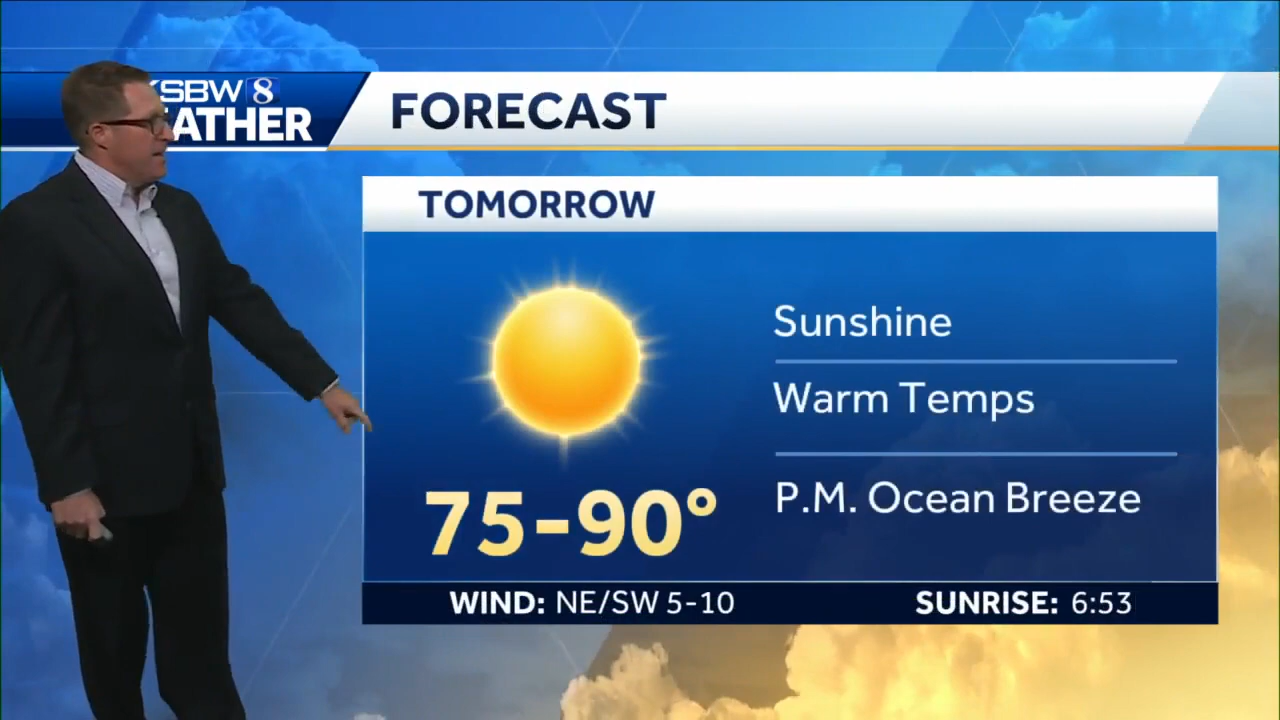 KSBW 8
EATHER
FORECAST
TOMORROW
Sunshine
Warm Temps
P.M. Ocean Breeze
75-90°
WIND: NE/SW 5-10
SUNRISE: 6:53